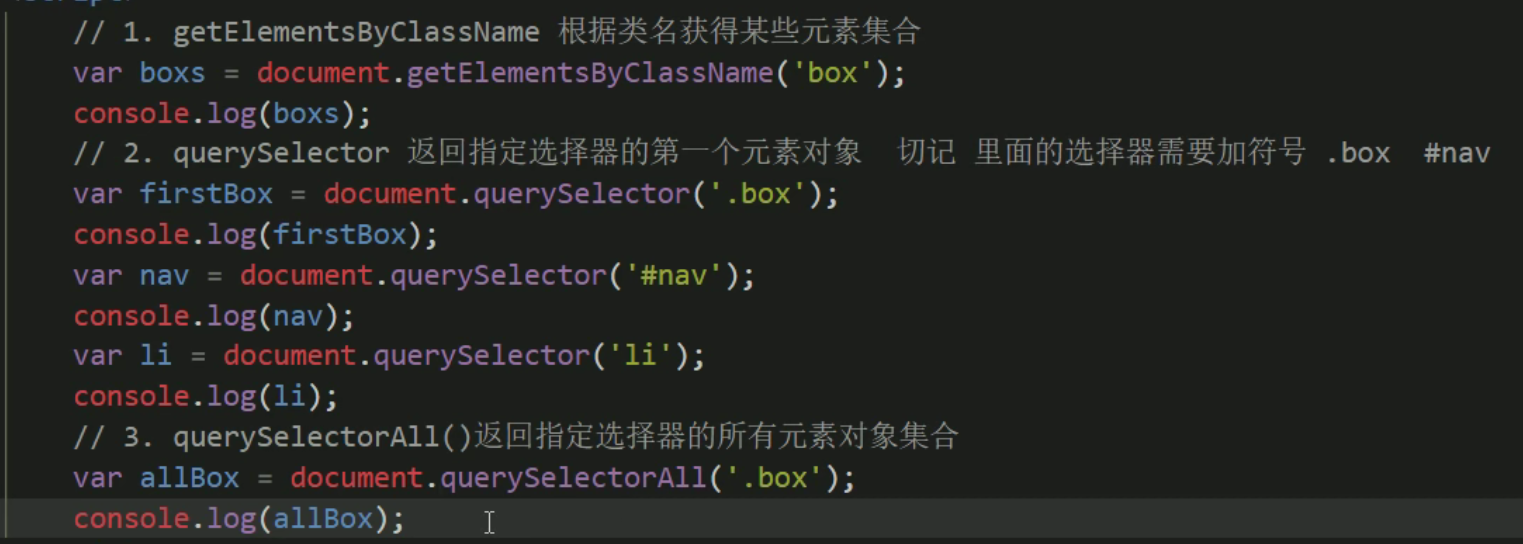 // 1. getElementsByClassName 根据类名获得某些元素集合
var boxs = document.getElementsByClassName('box');
console.log(boxs);
// 2. querySelector 返回指定选择器的第一个元素对象  切记 里面的选择器需要加符号 .box  #nav
var firstBox = document.querySelector('.box');
console.log(firstBox);
var nav = document.querySelector('#nav');
console.log(nav);
var li = document.querySelector('li');
console.log(li);
// 3. querySelectorAll()返回指定选择器的所有元素对象集合
var allBox = document.querySelectorAll('.box');
console.log(allBox);